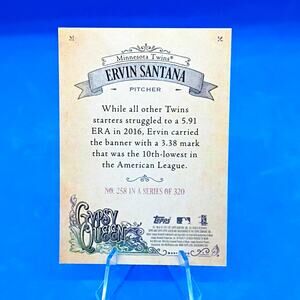 Minnesota Twins®
ERVIN SANTANA
PITCHER
While all other Twins
starters struggled to a 5.91
ERA in 2016, Ervin carried
the banner with a 3.38 mark
that was the 10th-lowest in
the American League.
NO. 258 IN A SERIES OF 320
GYPSY
QUEEN
Topps